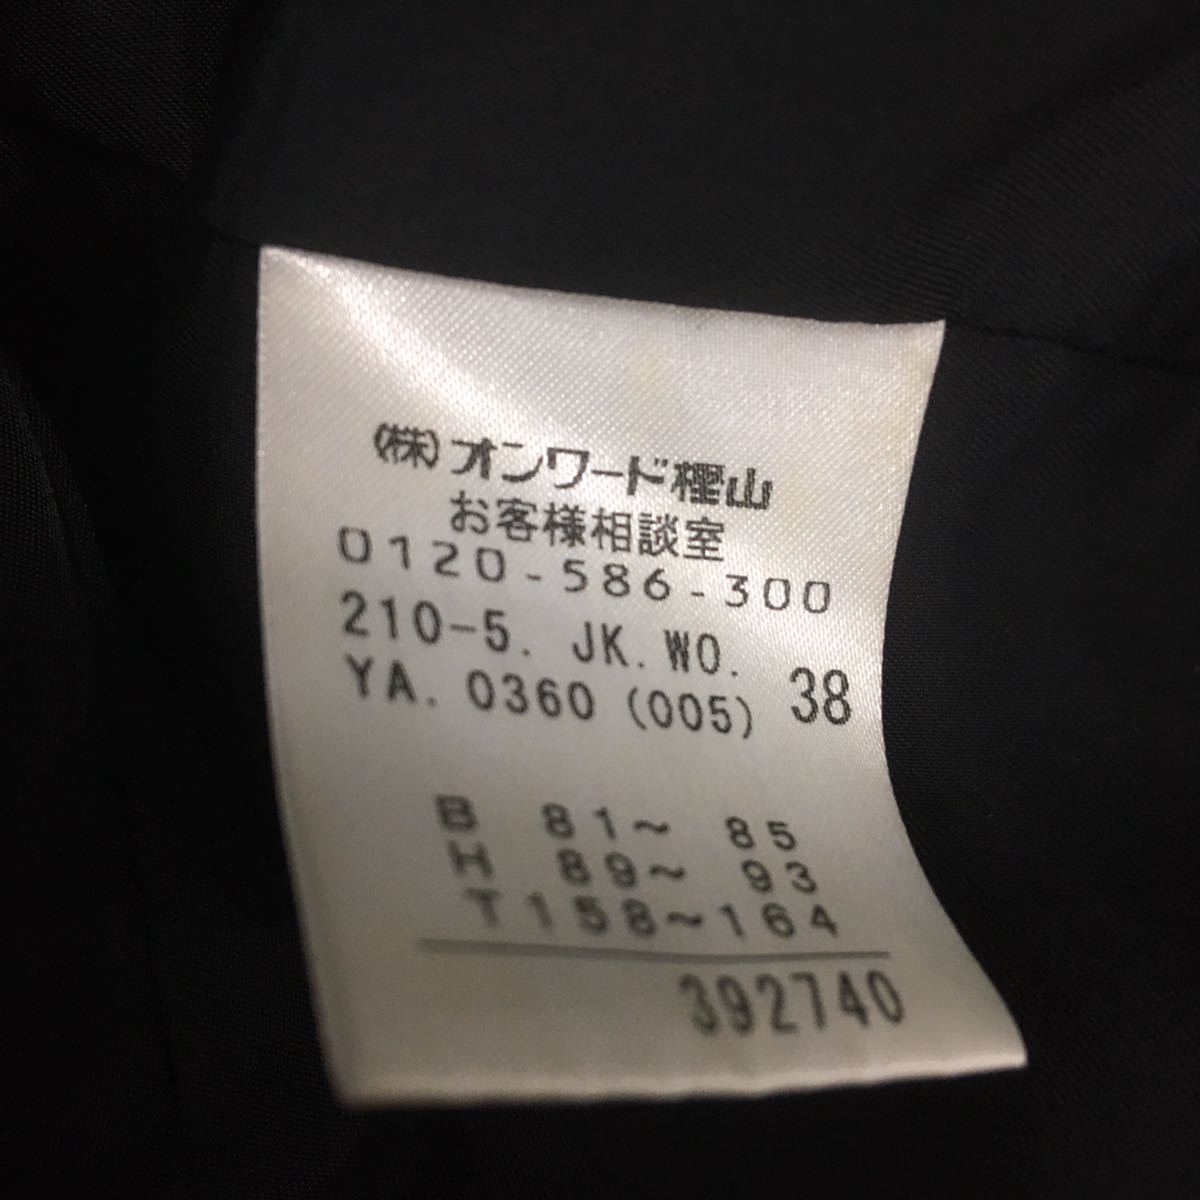 (株)オンワード樫山
お客様相談室
0120-586-300
210-5. JK. WO.
YA. 0360 (005) 38
B 81~ 85
H 89~ 93
T 158~164
392740